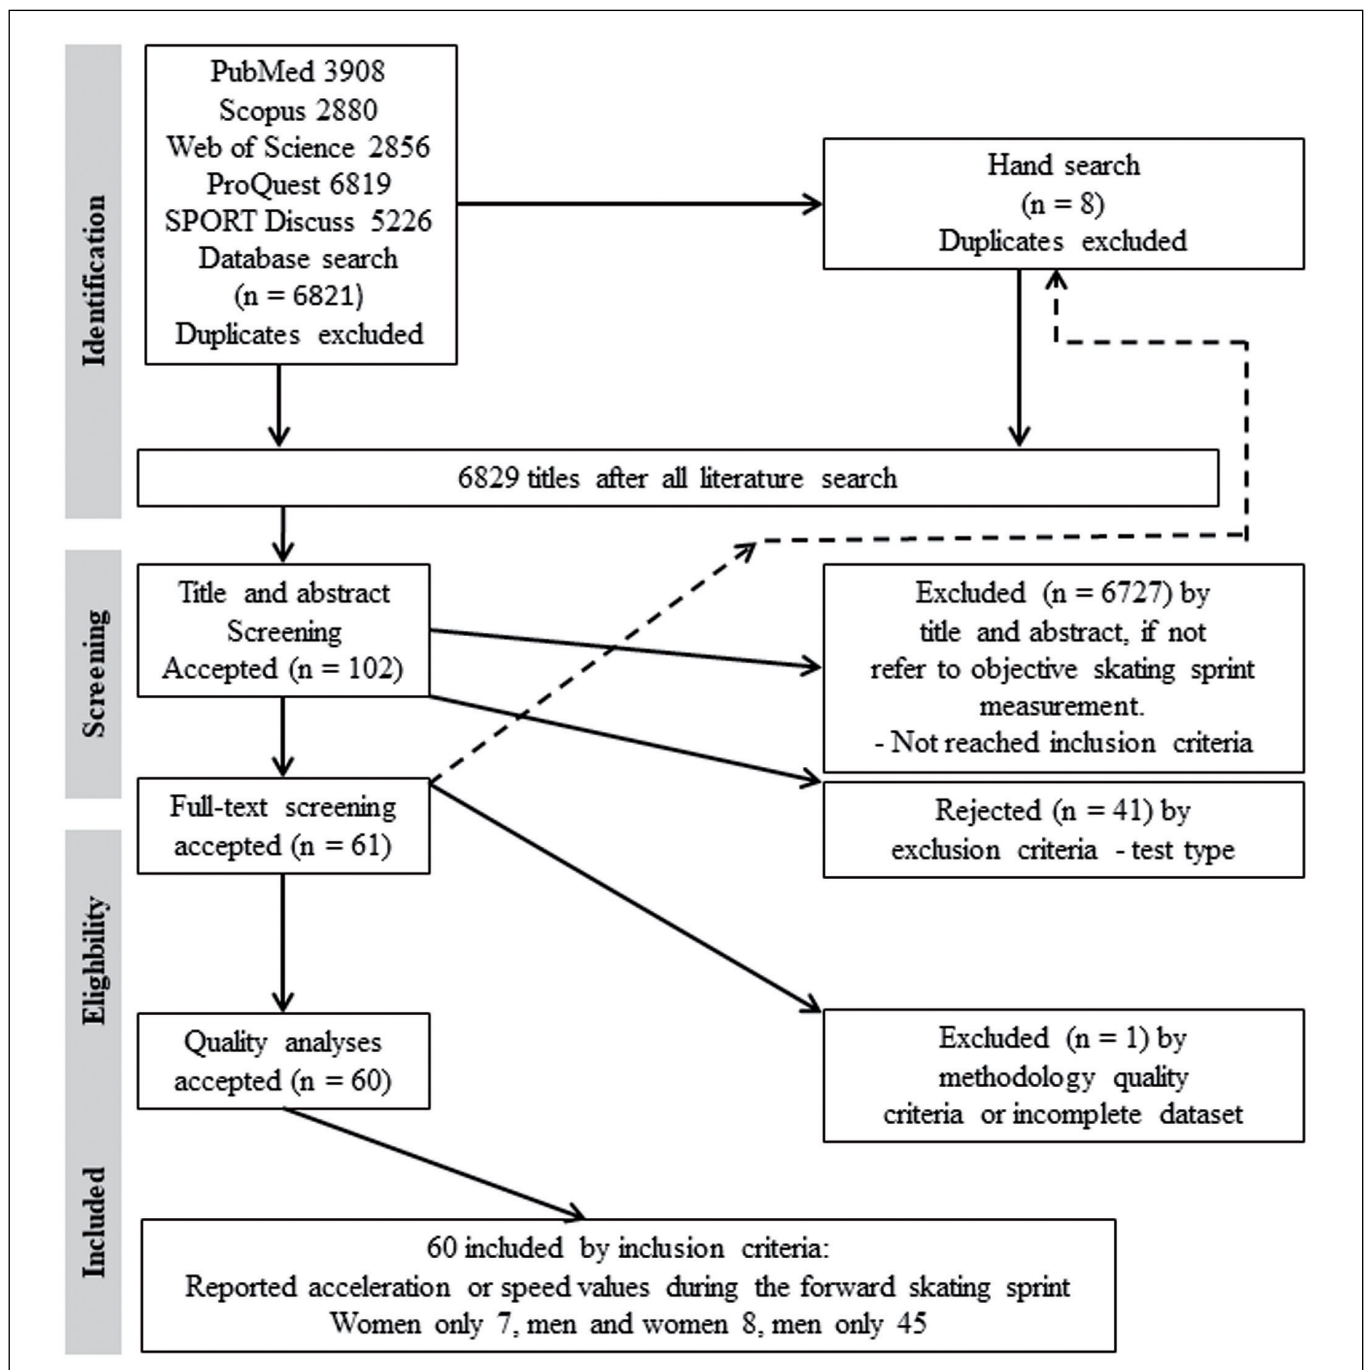 Identification
PubMed 3908
Scopus 2880
Web of Science 2856
ProQuest 6819
SPORT Discuss 5226
Database search
(n = 6821)
Duplicates excluded
Hand search
(n = 8)
Duplicates excluded
6829 titles after all literature search
Screening
Title and abstract
Screening
Accepted (n = 102)
Excluded (n = 6727) by
title and abstract, if not
refer to objective skating sprint
measurement.
- Not reached inclusion criteria
Full-text screening
accepted (n = 61)
Rejected (n = 41) by
exclusion criteria - test type
Elighbility
Quality analyses
accepted (n = 60)
Excluded (n = 1) by
methodology quality
criteria or incomplete dataset
Included
60 included by inclusion criteria:
Reported acceleration or speed values during the forward skating sprint
Women only 7, men and women 8, men only 45